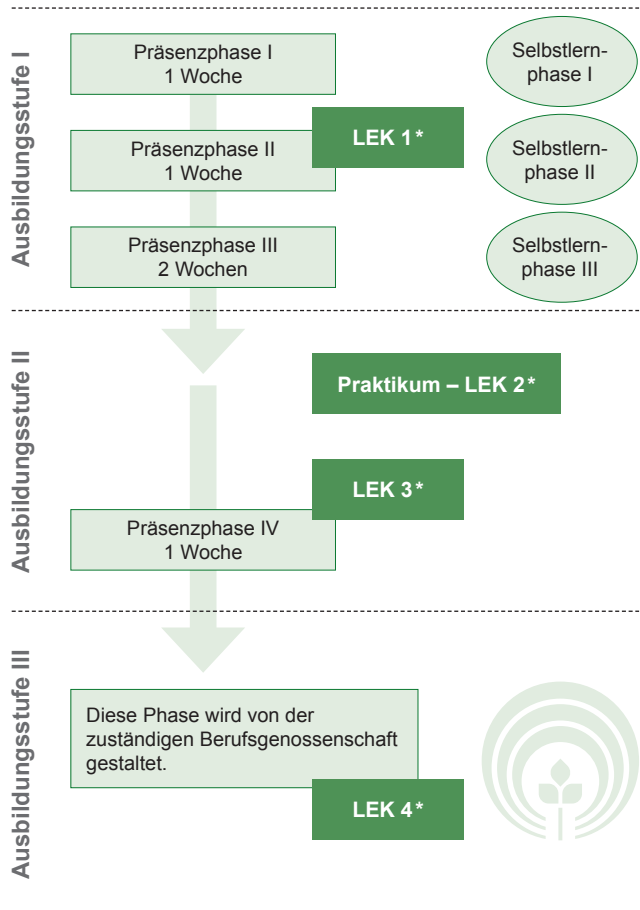 Ausbildungsstufe I
Präsenzphase I
1 Woche
Selbstlern-
phase I
LEK 1*
Präsenzphase II
1 Woche
Selbstlern-
phase II
Präsenzphase III
2 Wochen
Selbstlern-
phase III
Ausbildungsstufe II
Praktikum – LEK 2*
LEK 3*
Präsenzphase IV
1 Woche
Ausbildungsstufe III
Diese Phase wird von der
zuständigen Berufsgenossenschaft
gestaltet.
LEK 4*